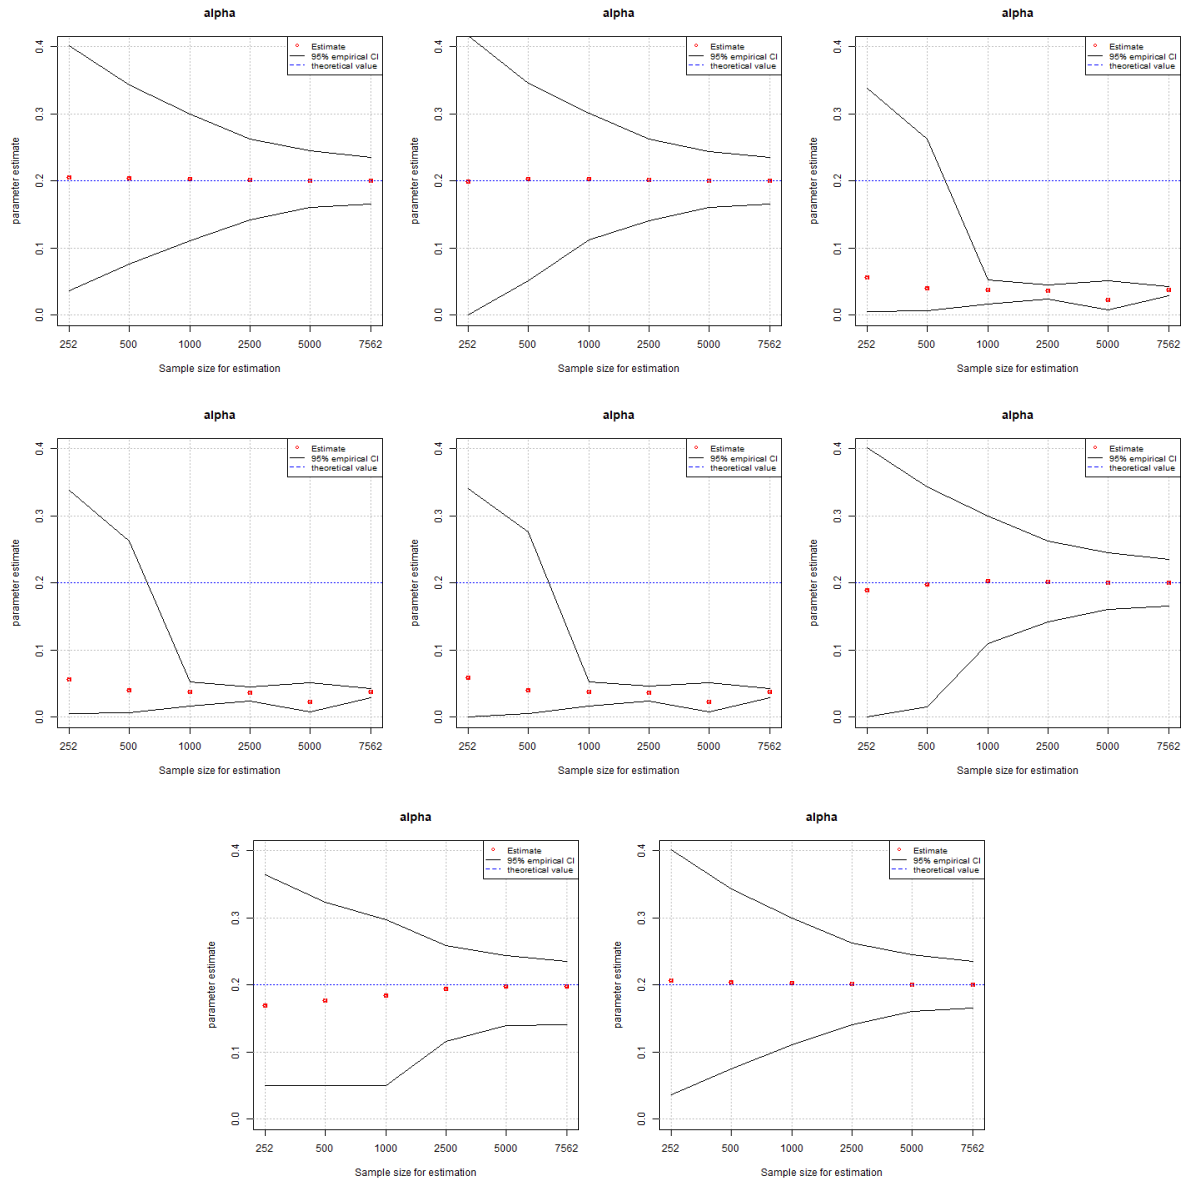 alpha
Estimate
95% empirical CI
theoretical value
parameter estimate
0.4
0.3
0.2
0.1
0.0
252 500 1000 2500 5000 7562
Sample size for estimation
alpha
Estimate
95% empirical CI
theoretical value
parameter estimate
0.4
0.3
0.2
0.1
0.0
252 500 1000 2500 5000 7562
Sample size for estimation
alpha
Estimate
95% empirical CI
theoretical value
parameter estimate
0.4
0.3
0.2
0.1
0.0
252 500 1000 2500 5000 7562
Sample size for estimation
alpha
Estimate
95% empirical CI
theoretical value
parameter estimate
0.4
0.3
0.2
0.1
0.0
252 500 1000 2500 5000 7562
Sample size for estimation
alpha
Estimate
95% empirical CI
theoretical value
parameter estimate
0.4
0.3
0.2
0.1
0.0
252 500 1000 2500 5000 7562
Sample size for estimation
alpha
Estimate
95% empirical CI
theoretical value
parameter estimate
0.4
0.3
0.2
0.1
0.0
252 500 1000 2500 5000 7562
Sample size for estimation
alpha
Estimate
95% empirical CI
theoretical value
parameter estimate
0.4
0.3
0.2
0.1
0.0
252 500 1000 2500 5000 7562
Sample size for estimation
alpha
Estimate
95% empirical CI
theoretical value
parameter estimate
0.4
0.3
0.2
0.1
0.0
252 500 1000 2500 5000 7562
Sample size for estimation